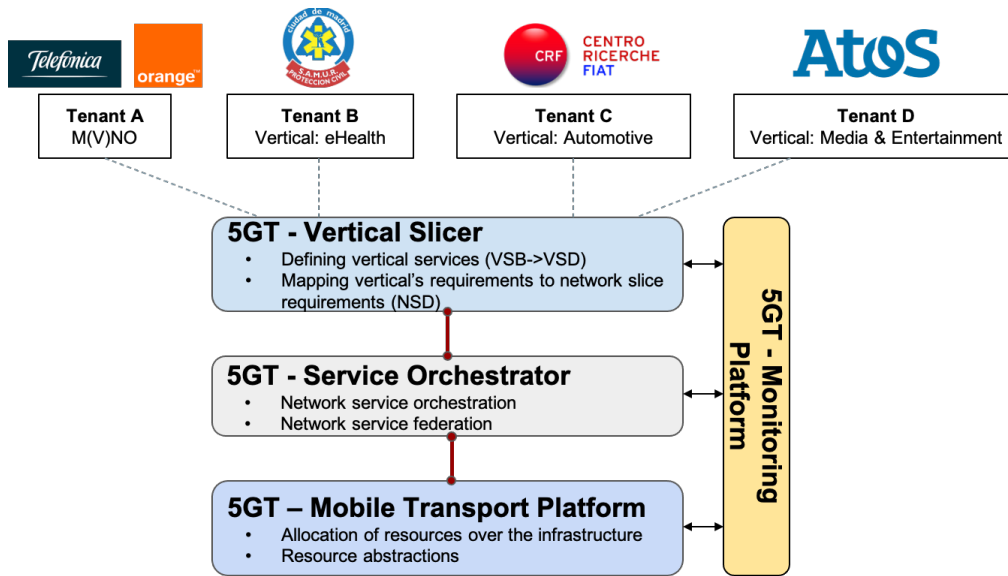 Telefónica
orange™
ciudad de madrid
S.A.M.U.R.
PROTECCION CIVIL
CRF
CENTRO
RICERCHE
FIAT
Atos
Tenant A
M(V)NO
Tenant B
Vertical: eHealth
Tenant C
Vertical: Automotive
Tenant D
Vertical: Media & Entertainment
5GT - Vertical Slicer
• Defining vertical services (VSB->VSD)
• Mapping vertical’s requirements to network slice
requirements (NSD)
5GT - Service Orchestrator
• Network service orchestration
• Network service federation
5GT – Mobile Transport Platform
• Allocation of resources over the infrastructure
• Resource abstractions
5GT - Monitoring
Platform